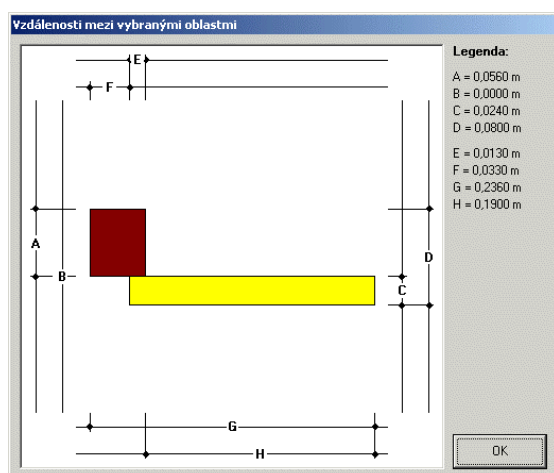 Vzdálenosti mezi vybranými oblastmi
Legenda:
A = 0,0560 m
B = 0,0000 m
C = 0,0240 m
D = 0,0800 m
E = 0,0130 m
F = 0,0330 m
G = 0,2360 m
H = 0,1900 m
E
F
A
B
D
C
G
H
OK